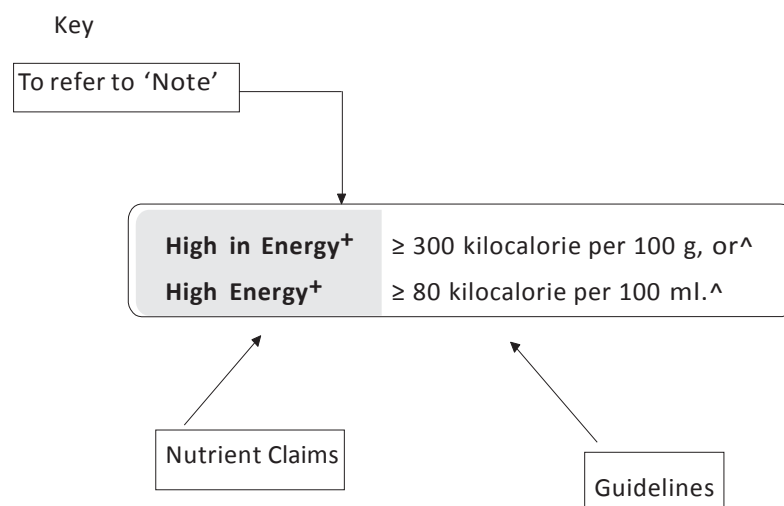 Key
To refer to ‘Note’
High in Energy+ ≥ 300 kilocalorie per 100 g, or^
High Energy+ ≥ 80 kilocalorie per 100 ml.^
Nutrient Claims
Guidelines